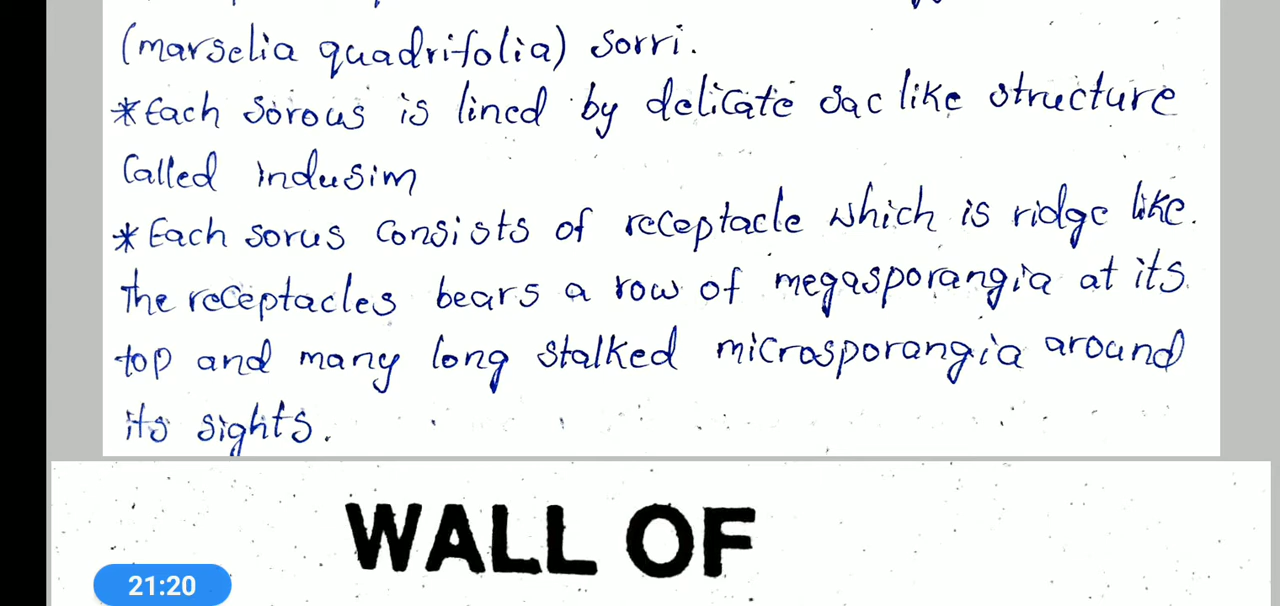 (marselia quadrifolia) sorri.
*Each sorous is lined by delicate sac like structure
Called indusim
*Each sorus consists of receptacle which is ridge like.
The receptacles bears a row of megasporangia at its
top and many long stalked microsporangia around
its sights.
WALL OF
21:20